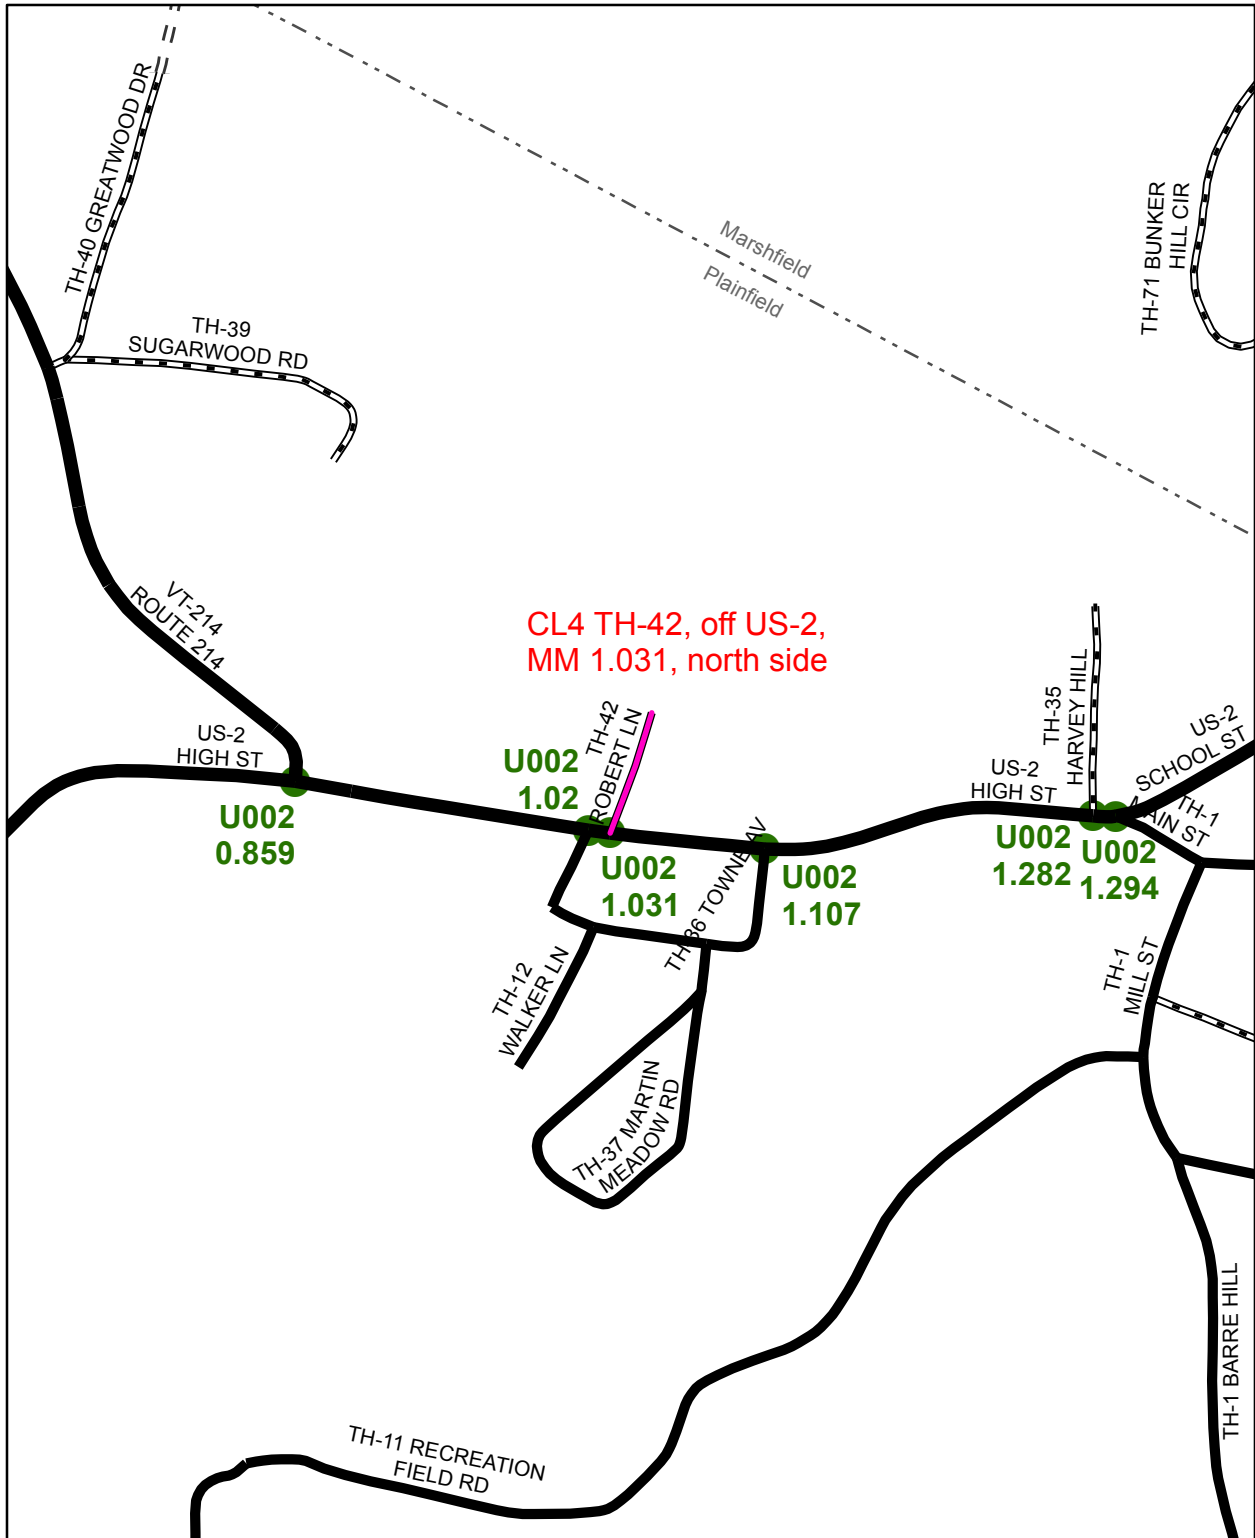 TH-40 GREATWOOD DR
TH-71 BUNKER
HILL CIR
Marshfield
Plainfield
TH-39
SUGARWOOD RD
VT-214
ROUTE 214
CL4 TH-42, off US-2,
MM 1.031, north side
TH-42
ROBERT LN
TH-35
HARVEY HILL
US-2
SCHOOL ST
US-2
HIGH ST
U002
1.02
US-2
HIGH ST
TH-1
MAIN ST
U002
0.859
U002
1.031
TH-36 TOWNE AV
U002
1.107
U002
1.282
U002
1.294
TH-12
WALKER LN
TH-1
MILL ST
TH-37 MARTIN
MEADOW RD
TH-1 BARRE HILL
TH-11 RECREATION
FIELD RD